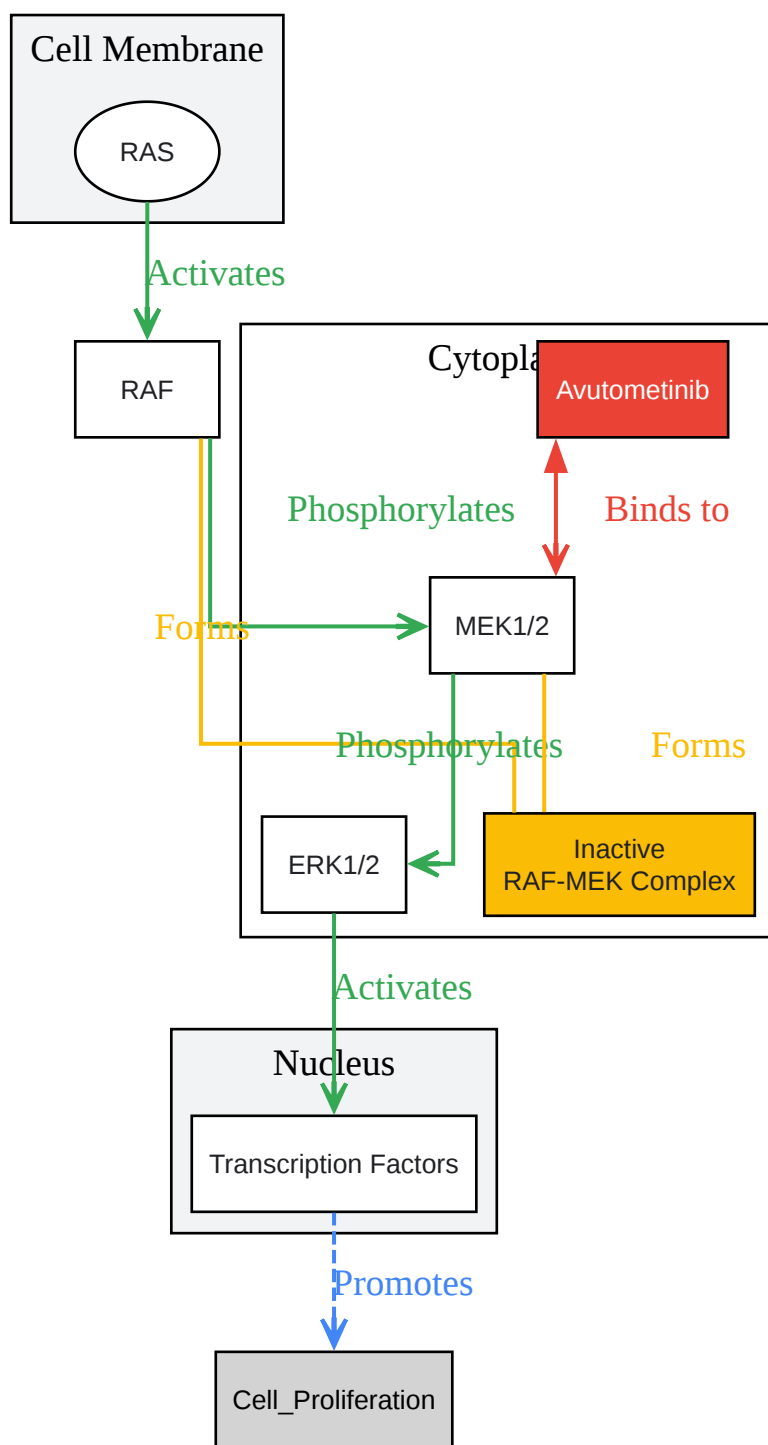 Cell Membrane
RAS
Activates
RAF
Cytopla
Avutometinib
Phosphorylates
Binds to
Forms
MEK1/2
Phosphorylates
Forms
ERK1/2
Inactive
RAF-MEK Complex
Activates
Nucleus
Transcription Factors
Promotes
Cell_Proliferation